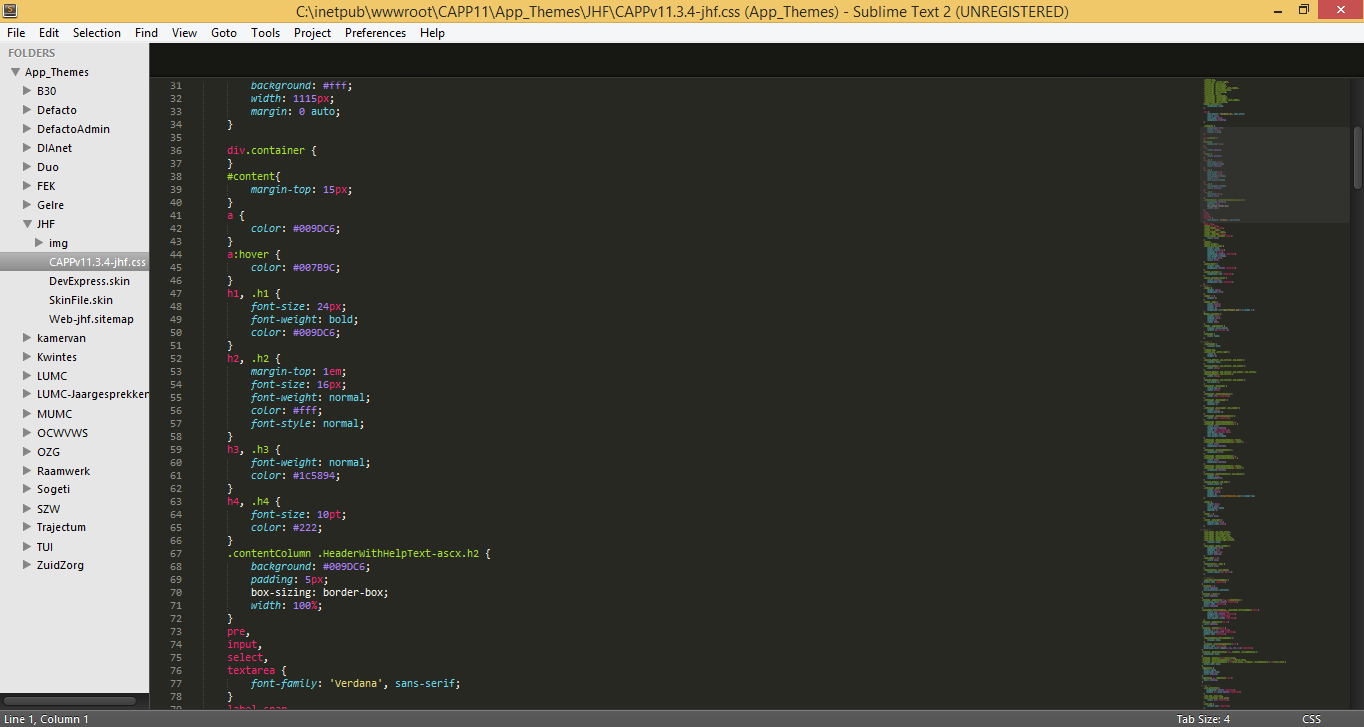 C:\inetpub\wwwroot\CAPP11\App_Themes\JHF\CAPPv11.3.4-jhf.css (App_Themes) - Sublime Text 2 (UNREGISTERED)
File Edit Selection Find View Goto Tools Project Preferences Help
FOLDERS
App_Themes
B30
Defacto
DefactoAdmin
DIAnet
Duo
FEK
Gelre
JHF
img
CAPPv11.3.4-jhf.css
DevExpress.skin
SkinFile.skin
Web-jhf.sitemap
kamervan
Kwintes
LUMC
LUMC-Jaargesprekken
MUMC
OCWVWS
OZG
Raamwerk
Sogeti
SZW
Trajectum
TUI
ZuidZorg
31 background: #fff;
32 width: 1115px;
33 margin: 0 auto;
34 }
35
36 div.container {
37 }
38 #content{
39 margin-top: 15px;
40 }
41 a {
42 color: #009DC6;
43 }
44 a:hover {
45 color: #007B9C;
46 }
47 h1, .h1 {
48 font-size: 24px;
49 font-weight: bold;
50 color: #009DC6;
51 }
52 h2, .h2 {
53 margin-top: 1em;
54 font-size: 16px;
55 font-weight: normal;
56 color: #fff;
57 font-style: normal;
58 }
59 h3, .h3 {
60 font-weight: normal;
61 color: #1c5894;
62 }
63 h4, .h4 {
64 font-size: 10pt;
65 color: #222;
66 }
67 .contentColumn .HeaderWithHelpText-ascx.h2 {
68 background: #009DC6;
69 padding: 5px;
70 box-sizing: border-box;
71 width: 100%;
72 }
73 pre,
74 input,
75 select,
76 textarea {
77 font-family: 'Verdana', sans-serif;
78 }
79 label span
Line 1, Column 1
Tab Size: 4
CSS